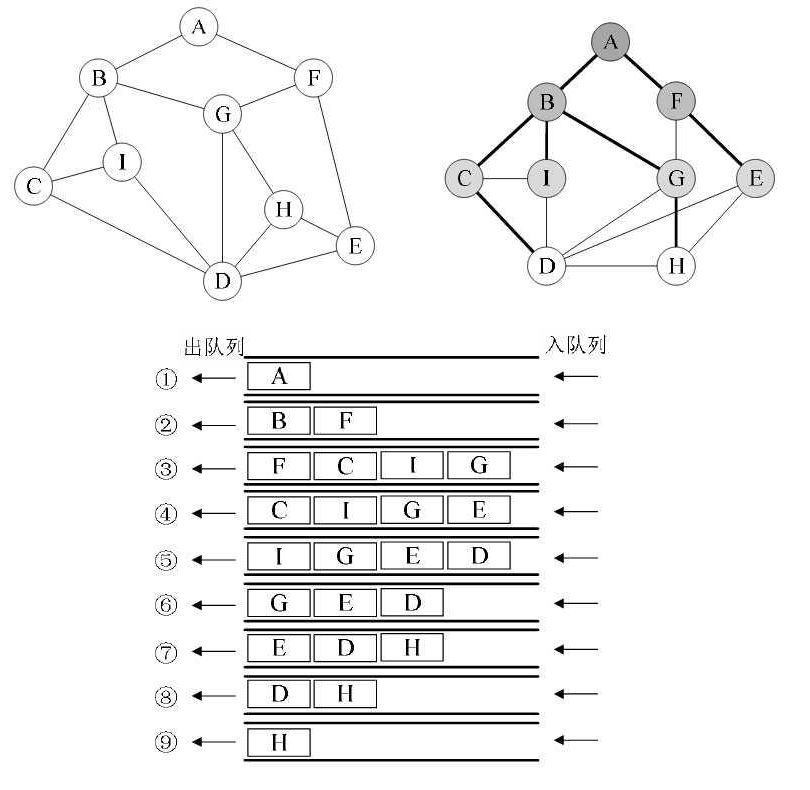 A
B
F
G
I
C
H
E
D
A
B
F
C
I
G
E
D
H
出队列
入队列
① A
② B F
③ F C I G
④ C I G E
⑤ I G E D
⑥ G E D
⑦ E D H
⑧ D H
⑨ H